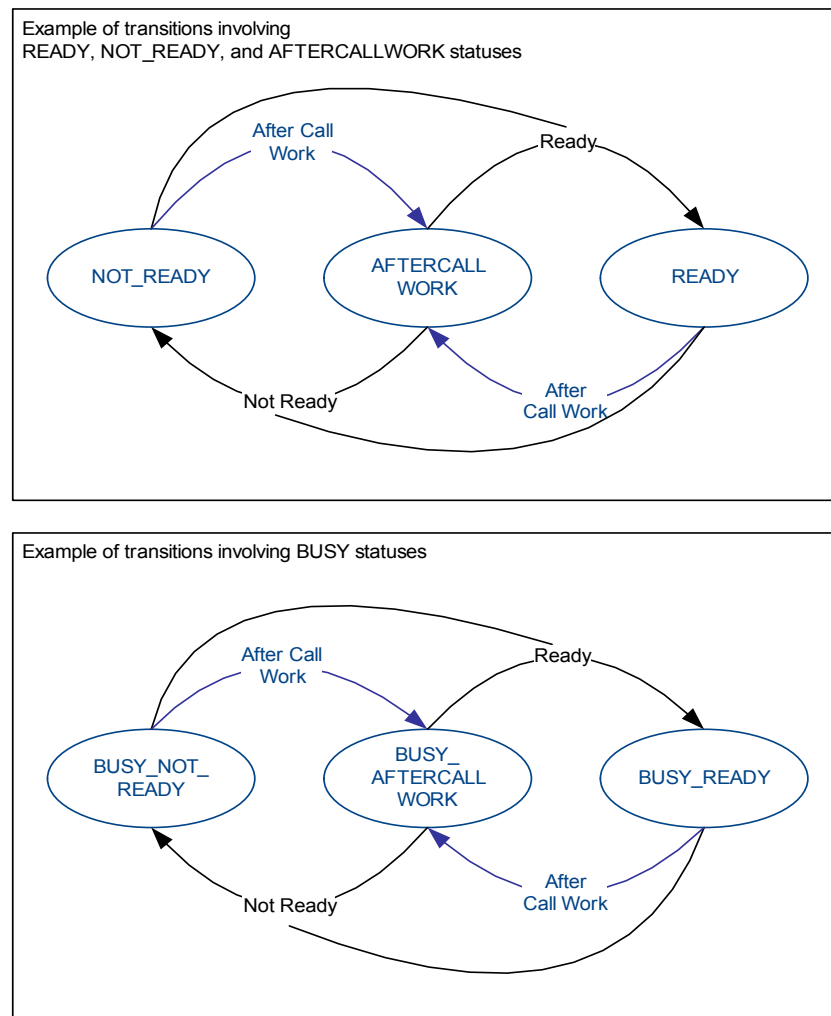 Example of transitions involving
READY, NOT_READY, and AFTERCALLWORK statuses
After Call
Work
Ready
NOT_READY
AFTERCALL
WORK
READY
Not Ready
After
Call Work
Example of transitions involving BUSY statuses
After Call
Work
Ready
BUSY_NOT_
READY
BUSY_
AFTERCALL
WORK
BUSY_READY
Not Ready
After
Call Work